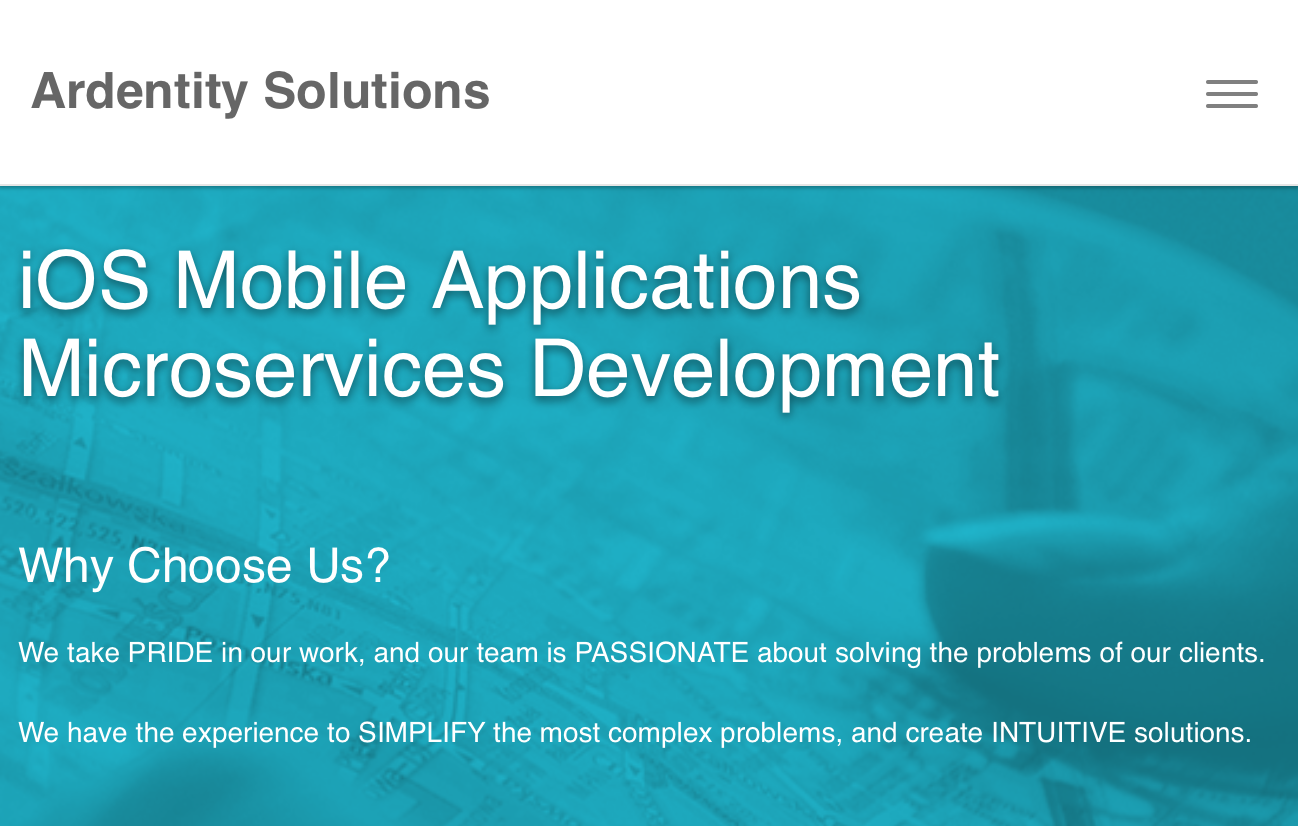 Ardentity Solutions
iOS Mobile Applications
Microservices Development
Why Choose Us?
We take PRIDE in our work, and our team is PASSIONATE about solving the problems of our clients.
We have the experience to SIMPLIFY the most complex problems, and create INTUITIVE solutions.